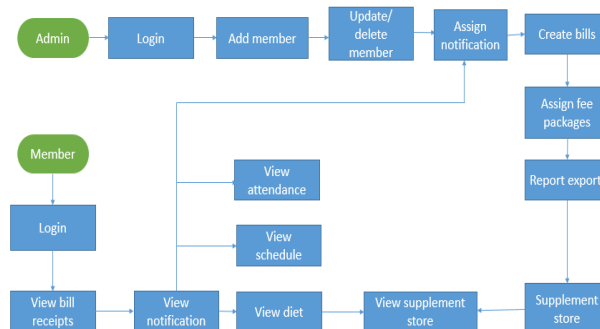 Admin
Login
Add member
Update/
delete
member
Assign
notification
Create bills
Assign fee
packages
Report export
Supplement
store
Member
Login
View bill
receipts
View
notification
View
attendance
View
schedule
View diet
View supplement
store